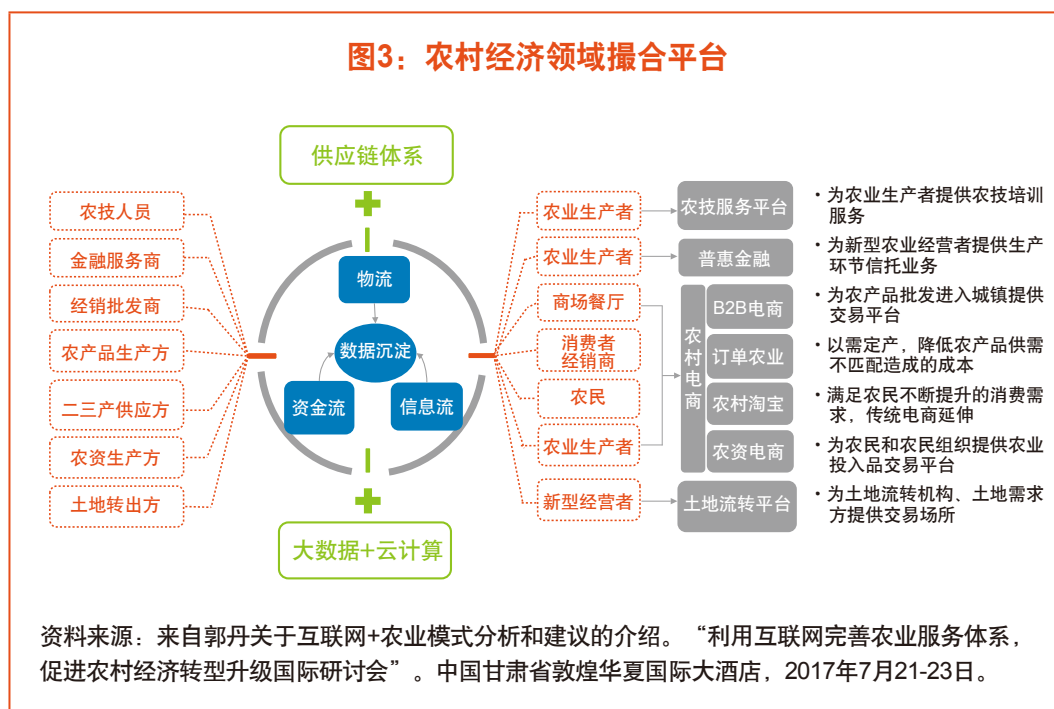 图3：农村经济领域撮合平台
供应链体系
农技人员
金融服务商
经销批发商
农产品生产方
二三产供应方
农资生产方
土地转出方
物流
数据沉淀
资金流
信息流
大数据+云计算
农业生产者
农业生产者
商场餐厅
消费者
经销商
农民
农业生产者
新型经营者
农技服务平台
普惠金融
农村电商
B2B电商
订单农业
农村淘宝
农资电商
土地流转平台
·为农业生产者提供农技培训
服务
·为新型农业经营者提供生产
环节信托业务
·为农产品批发进入城镇提供
交易平台
·以需定产，降低农产品供需
不匹配造成的成本
·满足农民不断提升的消费需
求，传统电商延伸
·为农民和农民组织提供农业
投入品交易平台
·为土地流转机构、土地需求
方提供交易场所
资料来源：来自郭丹关于互联网+农业模式分析和建议的介绍。“利用互联网完善农业服务体系，
促进农村经济转型升级国际研讨会”。中国甘肃省敦煌华夏国际大酒店，2017年7月21-23日。